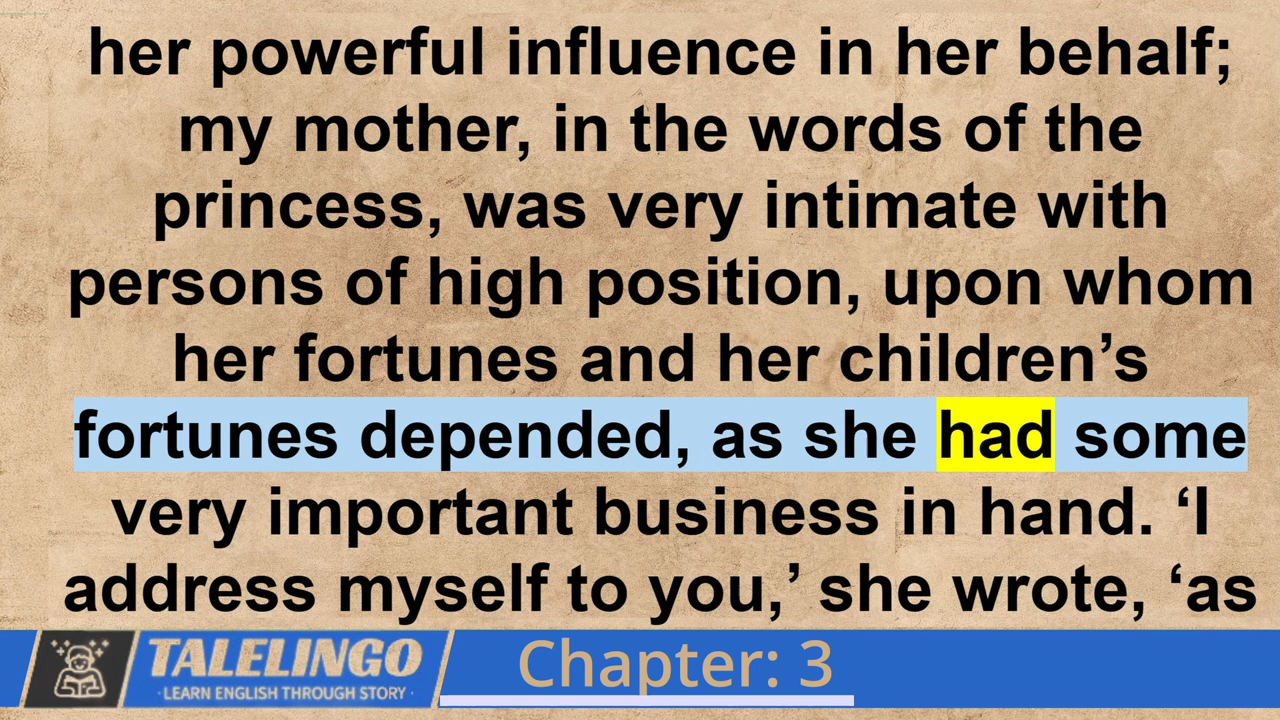 her powerful influence in her behalf;
my mother, in the words of the
princess, was very intimate with
persons of high position, upon whom
her fortunes and her children’s
fortunes depended, as she had some
very important business in hand. ‘I
address myself to you,’ she wrote, ‘as
TALELINGO
·LEARN ENGLISH THROUGH STORY·
Chapter: 3